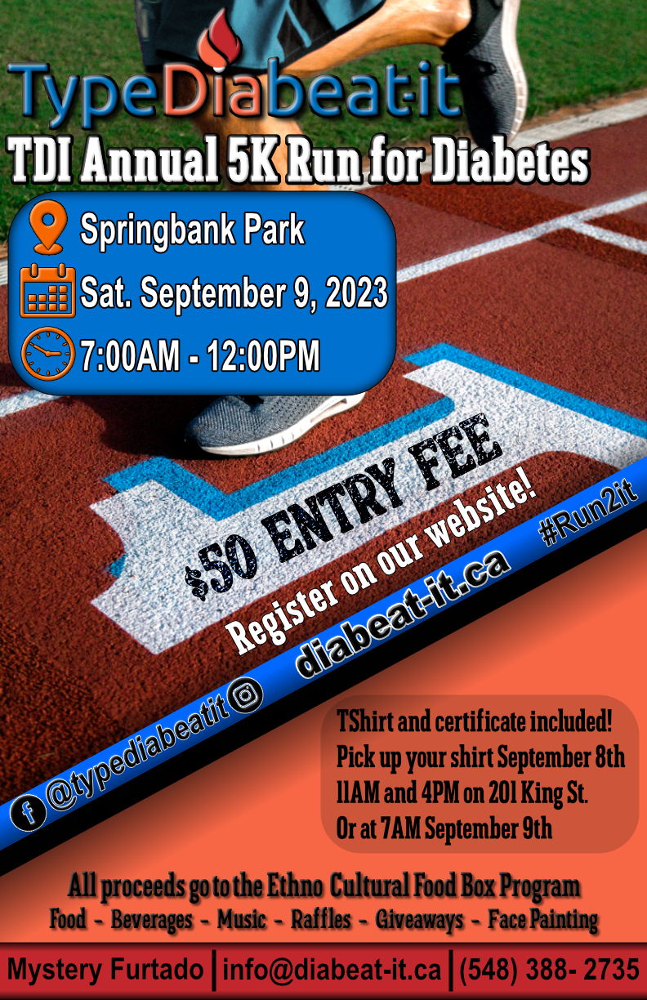 TypeDiabeat-it
TDI Annual 5K Run for Diabetes
Springbank Park
Sat. September 9, 2023
7:00AM - 12:00PM
$50 ENTRY FEE
Register on our website!
#Run2it
diabeat-it.ca
@typediabeatit
TShirt and certificate included!
Pick up your shirt September 8th
11AM and 4PM on 201 King St.
Or at 7AM September 9th
All proceeds go to the Ethno Cultural Food Box Program
Food - Beverages - Music - Raffles - Giveaways - Face Painting
Mystery Furtado | info@diabeat-it.ca | (548) 388- 2735